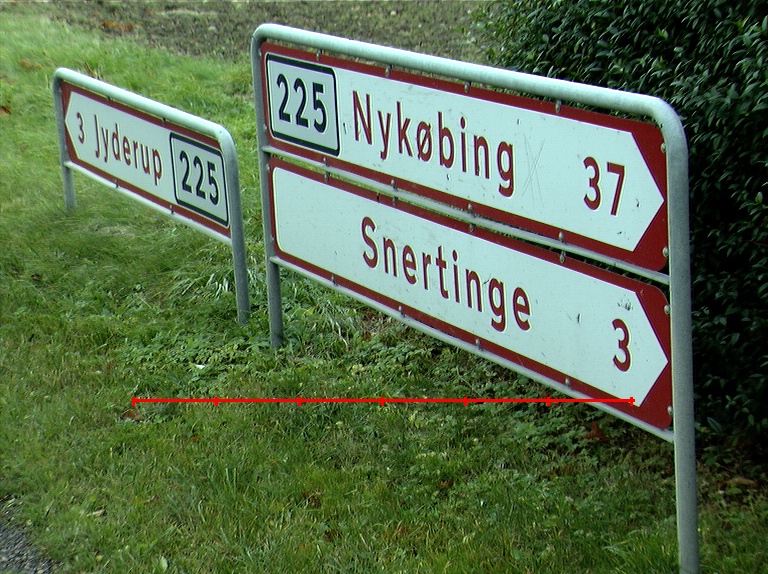 3 Jyderup 225
225 Nykøbing 37
Snertinge 3